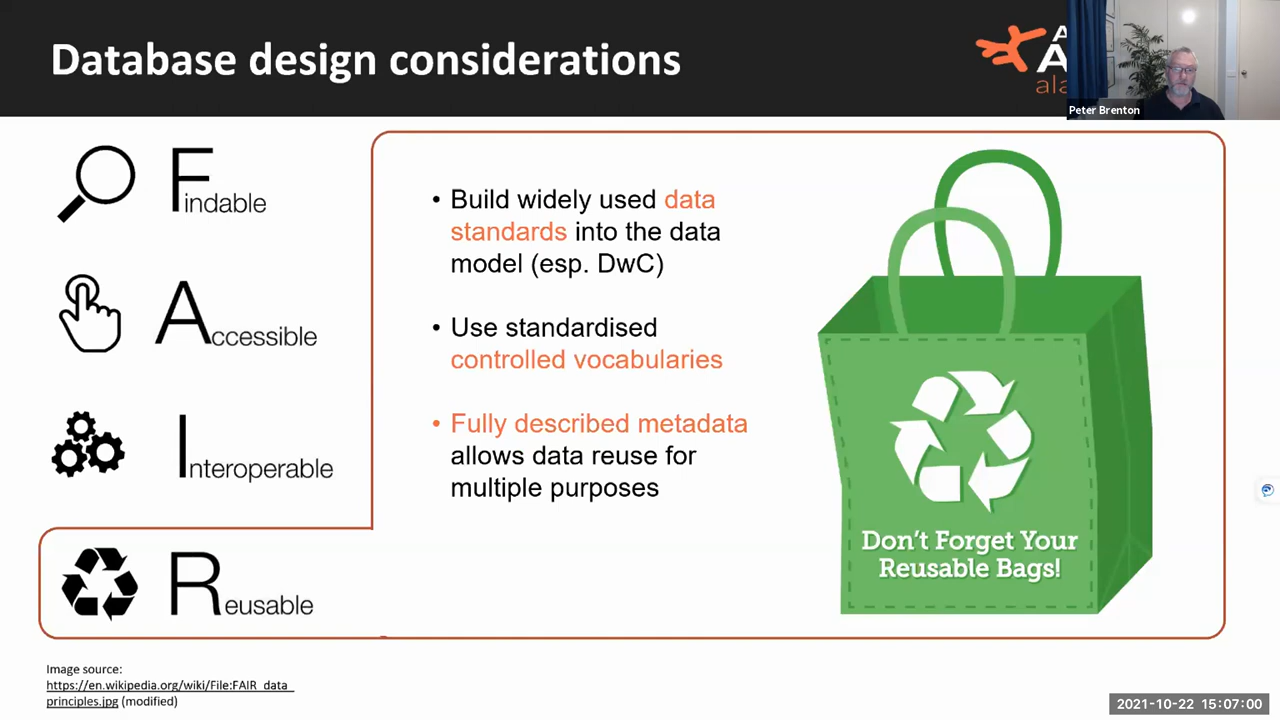 Database design considerations
A
A
ala
Peter Brenton
Findable
Accessible
Interoperable
Reusable
• Build widely used data
standards into the data
model (esp. DwC)
• Use standardised
controlled vocabularies
• Fully described metadata
allows data reuse for
multiple purposes
Don't Forget Your
Reusable Bags!
Image source:
https://en.wikipedia.org/wiki/File:FAIR_data_
principles.jpg (modified)
2021-10-22 15:07:00